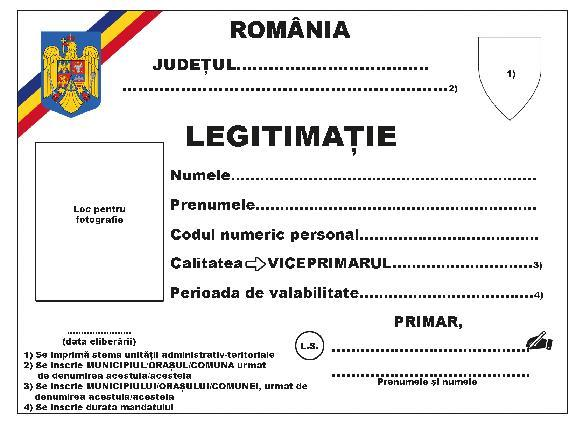 ROMÂNIA
JUDEȚUL......................................
..................................................................2)
1)
LEGITIMAȚIE
Loc pentru
fotografie
Numele..............................................................
Prenumele.........................................................
Codul numeric personal....................................
Calitatea VICEPRIMARUL............................3)
Perioada de valabilitate...................................4)
PRIMAR,
......................
(data eliberării)
L.S.
........................................
........................................
Prenumele și numele
1) Se imprimă stema unității administrativ-teritoriale
2) Se înscrie MUNICIPIUL/ORAȘUL/COMUNA urmat
de denumirea acestuia/acesteia
3) Se înscrie MUNICIPIULUI/ORAȘULUI/COMUNEI, urmat de
denumirea acestuia/acesteia
4) Se înscrie durata mandatului